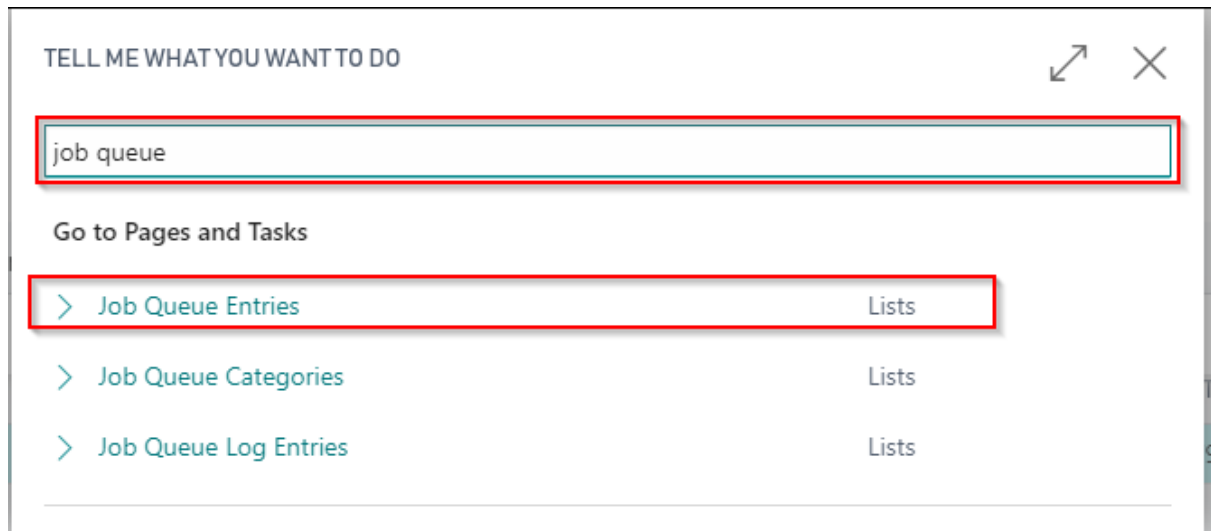 TELL ME WHAT YOU WANT TO DO
job queue
Go to Pages and Tasks
Job Queue Entries Lists
Job Queue Categories Lists
Job Queue Log Entries Lists